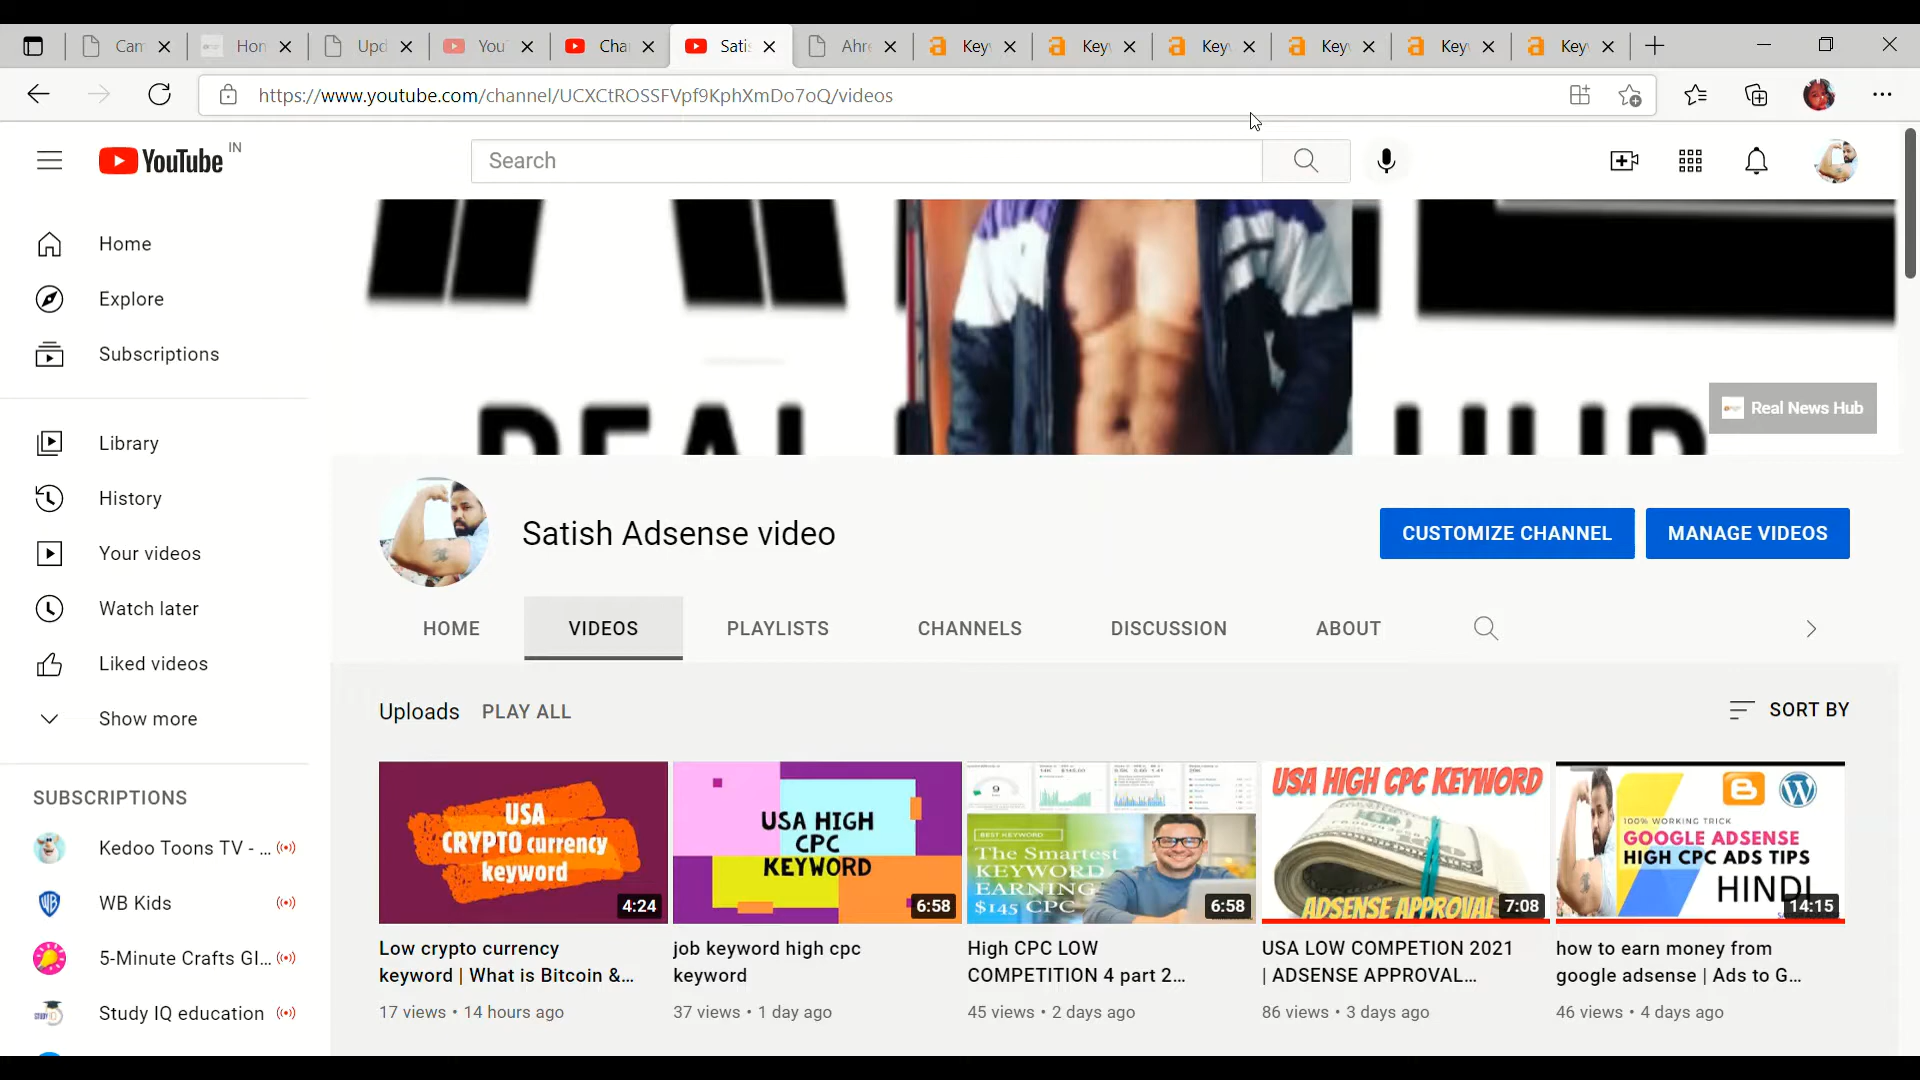 Can
Hon
Upd
You
Cha
Satis
Ahre
Key
Key
Key
Key
Key
Key
https://www.youtube.com/channel/UCXCtROSSFVpf9KphXmDo7oQ/videos
YouTube IN
Search
Home
Explore
Subscriptions
Library
History
Your videos
Watch later
Liked videos
Show more
SUBSCRIPTIONS
Kedoo Toons TV - ...
WB Kids
5-Minute Crafts GI...
Study IQ education
REAL HUB
Real News Hub
Satish Adsense video
CUSTOMIZE CHANNEL
MANAGE VIDEOS
HOME VIDEOS PLAYLISTS CHANNELS DISCUSSION ABOUT
Uploads PLAY ALL
SORT BY
USA
CRYPTO currency
keyword
4:24
Low crypto currency
keyword | What is Bitcoin &...
17 views • 14 hours ago
USA HIGH
CPC
KEYWORD
6:58
job keyword high cpc
keyword
37 views • 1 day ago
9
BEST KEYWORD
The Smartest
KEYWORD
EARNING
$145 CPC
6:58
High CPC LOW
COMPETITION 4 part 2...
45 views • 2 days ago
USA HIGH CPC KEYWORD
ADSENSE APPROVAL
7:08
USA LOW COMPETION 2021
| ADSENSE APPROVAL...
86 views • 3 days ago
100% WORKING TRICK
GOOGLE ADSENSE
HIGH CPC ADS TIPS
HINDI
14:15
how to earn money from
google adsense | Ads to G...
46 views • 4 days ago